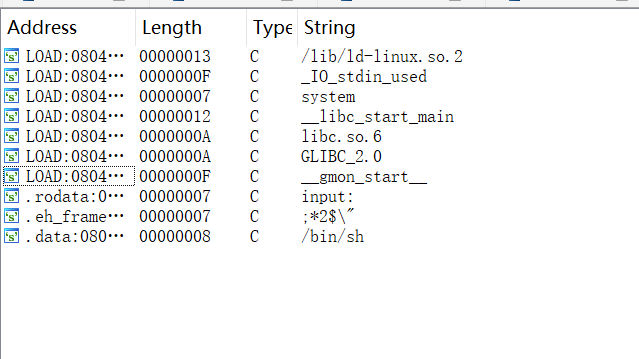 Address Length Type String
LOAD:0804… 00000013 C /lib/ld-linux.so.2
LOAD:0804… 0000000F C _IO_stdin_used
LOAD:0804… 00000007 C system
LOAD:0804… 00000012 C __libc_start_main
LOAD:0804… 0000000A C libc.so.6
LOAD:0804… 0000000A C GLIBC_2.0
LOAD:0804… 0000000F C __gmon_start__
.rodata:0… 00000007 C input:
.eh_frame… 00000007 C ;*2$\"
.data:080… 00000008 C /bin/sh